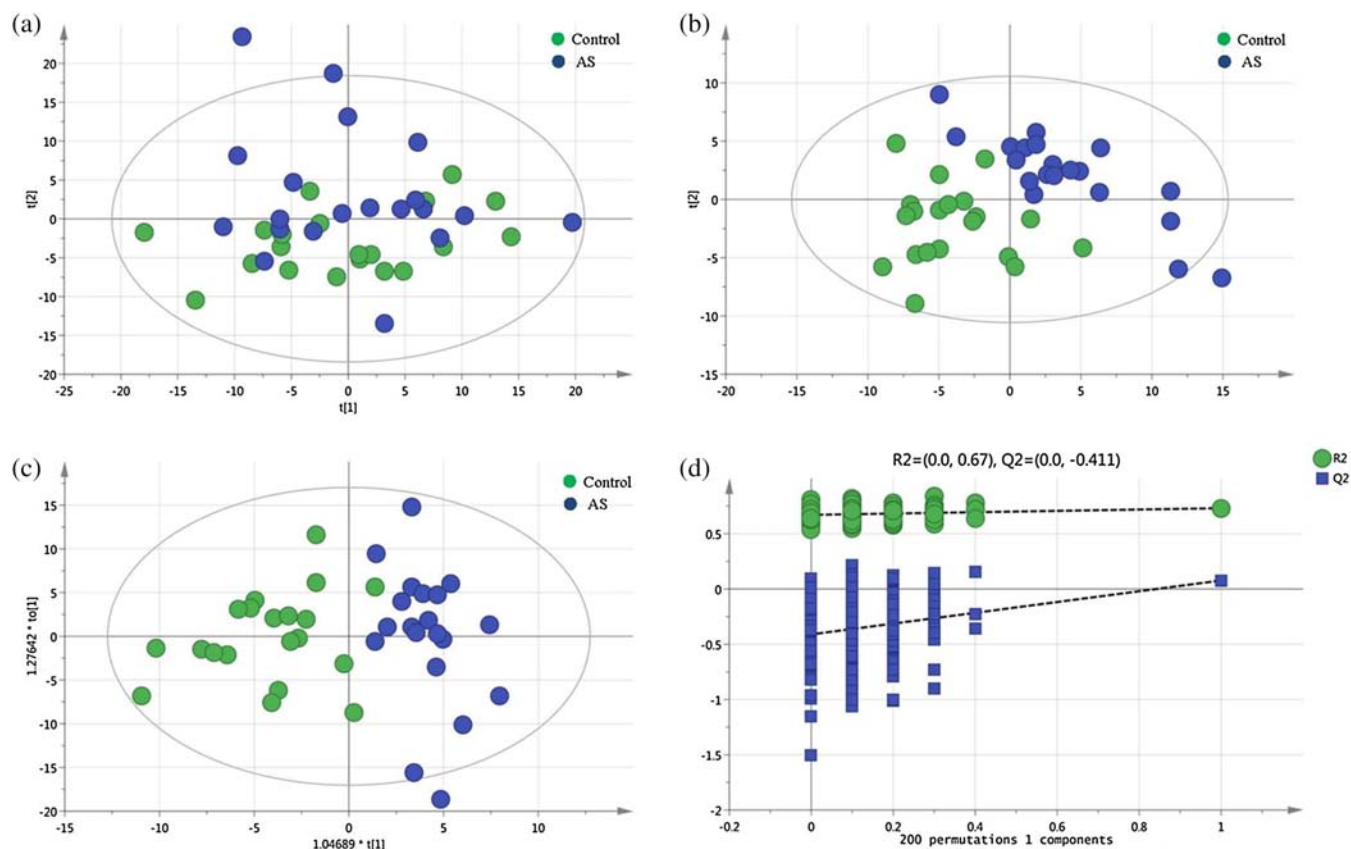 (a)
Control
AS
20
15
10
5
0
-5
-10
-15
-20
t[2]
-25 -20 -15 -10 -5 0 5 10 15 20
t[1]
(b)
Control
AS
10
5
0
-5
-10
-15
t[2]
-20 -15 -10 -5 0 5 10 15
(c)
Control
AS
15
10
5
0
-5
-10
-15
-20
1.27642 * to[1]
-15 -10 -5 0 5 10
1.04689 * t[1]
(d)
R2=(0.0, 0.67), Q2=(0.0, -0.411)
R2
Q2
0.5
0
-0.5
-1
-1.5
-2
-0.2 0 0.2 0.4 0.6 0.8 1
200 permutations 1 components